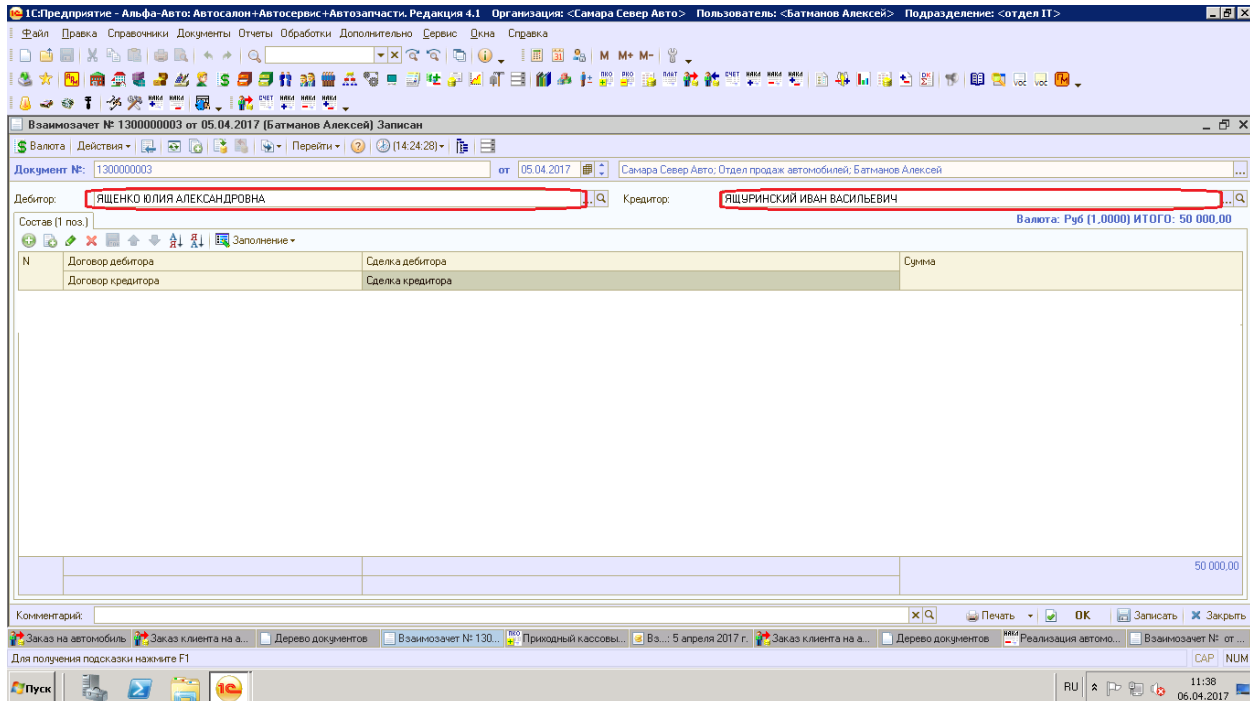 1С:Предприятие - Альфа-Авто: Автосалон+Автосервис+Автозапчасти. Редакция 4.1 Организация: <Самара Север Авто> Пользователь: <Батманов Алексей> Подразделение: <отдел IT>
Файл Правка Справочники Документы Отчеты Обработки Дополнительно Сервис Окна Справка
M M+ M-
Взаимозачет № 1300000003 от 05.04.2017 (Батманов Алексей) Записан
Валюта Действия Перейти (14:24:28)
Документ №: 1300000003 от 05.04.2017 Самара Север Авто; Отдел продаж автомобилей; Батманов Алексей ...
Дебитор: ЯЩЕНКО ЮЛИЯ АЛЕКСАНДРОВНА Кредитор: ЯЩУРИНСКИЙ ИВАН ВАСИЛЬЕВИЧ
Состав (1 поз.) Валюта: Руб (1,0000) ИТОГО: 50 000,00
Заполнение
N Договор дебитора Сделка дебитора Сумма
Договор кредитора Сделка кредитора
50 000,00
Комментарий: Печать OK Записать Закрыть
Заказ на автомобиль Заказ клиента на а... Дерево документов Взаимозачет № 130... Приходный кассовы... Вз...: 5 апреля 2017 г. Заказ клиента на а... Дерево документов Реализация автомо... Взаимозачет № от ...
Для получения подсказки нажмите F1 CAP NUM
Пуск RU 11:38
06.04.2017